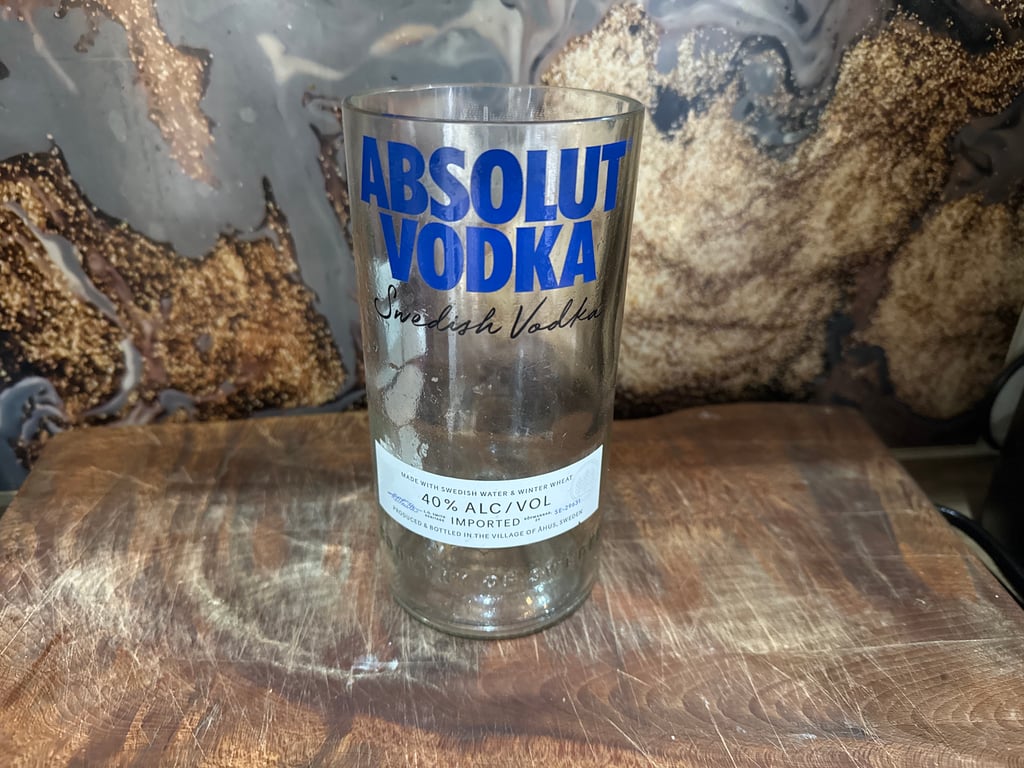 ABSOLUT
VODKA
Swedish Vodka
MADE WITH SWEDISH WATER & WINTER WHEAT
40% ALC/VOL
IMPORTED
PRODUCED & BOTTLED IN THE VILLAGE OF ÅHUS, SWEDEN